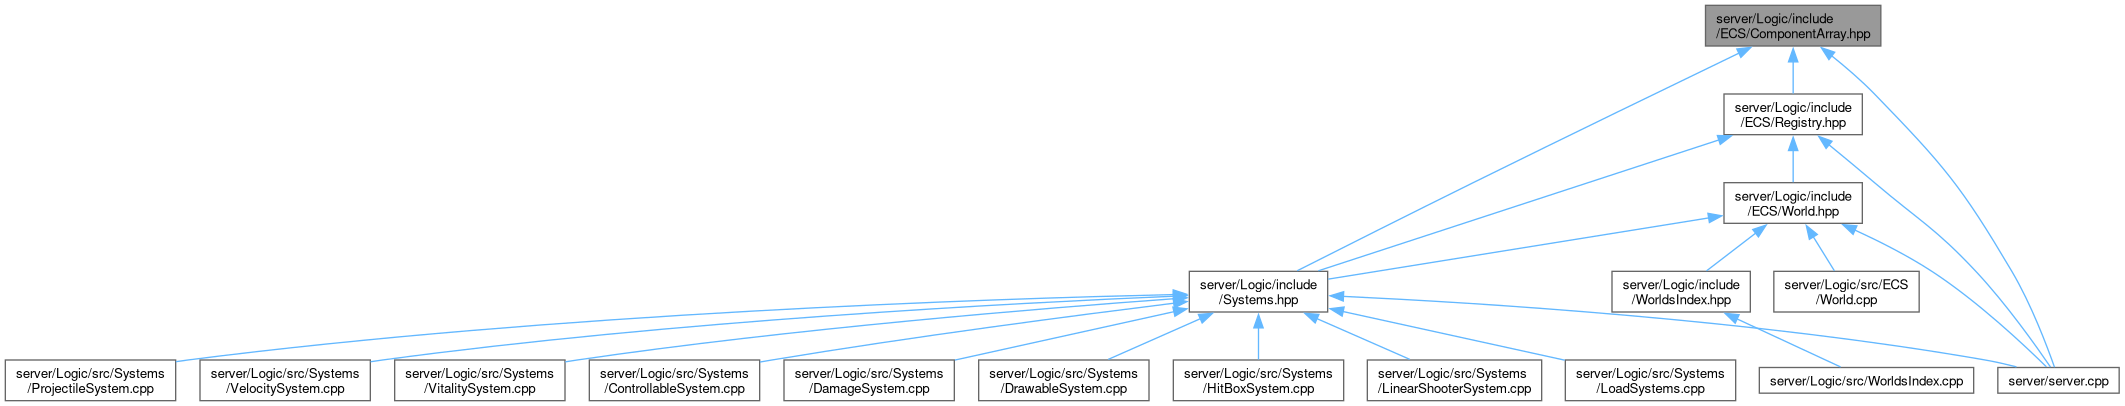 server/Logic/include
/ECS/ComponentArray.hpp
server/Logic/include
/ECS/Registry.hpp
server/Logic/include
/ECS/World.hpp
server/Logic/include
/Systems.hpp
server/Logic/include
/WorldsIndex.hpp
server/Logic/src/ECS
/World.cpp
server/Logic/src/Systems
/ProjectileSystem.cpp
server/Logic/src/Systems
/VelocitySystem.cpp
server/Logic/src/Systems
/VitalitySystem.cpp
server/Logic/src/Systems
/ControllableSystem.cpp
server/Logic/src/Systems
/DamageSystem.cpp
server/Logic/src/Systems
/DrawableSystem.cpp
server/Logic/src/Systems
/HitBoxSystem.cpp
server/Logic/src/Systems
/LinearShooterSystem.cpp
server/Logic/src/Systems
/LoadSystems.cpp
server/Logic/src/WorldsIndex.cpp
server/server.cpp